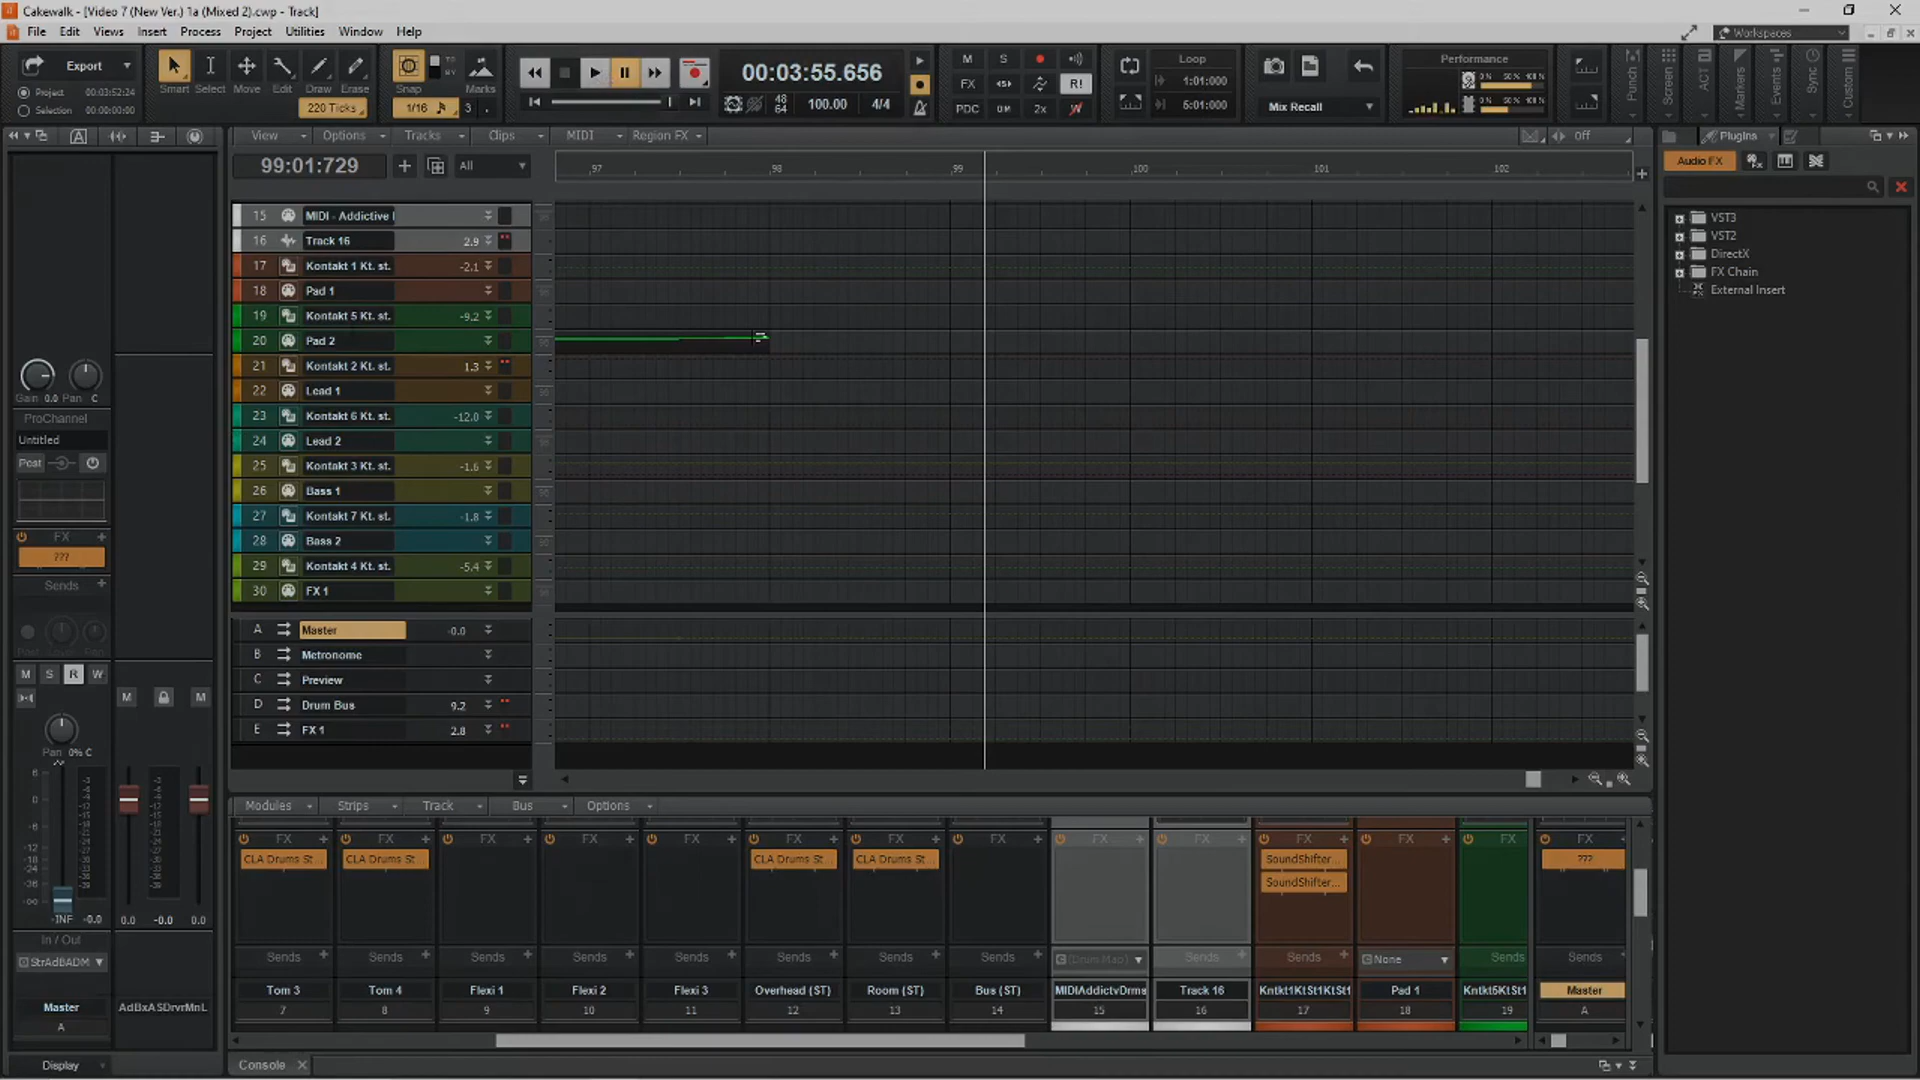 Cakewalk - [Video 7 (New Ver.) 1a (Mixed 2).cwp - Track]
File Edit Views Insert Process Project Utilities Window Help
Workspaces
Export
Project 00:03:52:24
Selection 00:00:00:00
Smart Select Move Edit Draw Erase
220 Ticks
Snap TO BY Marks
1/16 3 .
00:03:55.656
48 64 100.00 4/4
M S
FX R!
PDC 2x
Loop
1:01:000
5:01:000
Mix Recall
Performance
Punch Screen ACT Markers Events Sync Custom
View Options Tracks Clips MIDI Region FX Off
PlugIns
99:01:729 All
97 98 99 100 101 102
Audio FX
VST3
VST2
DirectX
FX Chain
External Insert
15 MIDI - Addictive
16 Track 16 2.9
17 Kontakt 1 Kt. st. -2.1
18 Pad 1
19 Kontakt 5 Kt. st. -9.2
20 Pad 2
21 Kontakt 2 Kt. st. 1.3
22 Lead 1
23 Kontakt 6 Kt. st. -12.0
24 Lead 2
25 Kontakt 3 Kt. st. -1.6
26 Bass 1
27 Kontakt 7 Kt. st. -1.8
28 Bass 2
29 Kontakt 4 Kt. st. -5.4
30 FX 1
A Master -0.0
B Metronome
C Preview
D Drum Bus 9.2
E FX 1 2.8
Gain 0.0 Pan C
ProChannel
Untitled
Post
FX
???
Sends
M S R W
M M
Pan 0% C
-INF -0.0 0.0 -0.0 0.0
In / Out
StrAdBADM
Master AdBxASDrvrMnL
A
Display
Modules Strips Track Bus Options
FX FX FX FX FX FX FX FX FX FX FX FX FX FX
CLA Drums St... CLA Drums St... CLA Drums St... CLA Drums St... SoundShifter... ???
SoundShifter...
Sends Sends Sends Sends Sends Sends Sends Sends (Drum Map) Sends Sends None Sends Sends
Tom 3 Tom 4 Flexi 1 Flexi 2 Flexi 3 Overhead (ST) Room (ST) Bus (ST) MIDIAddictvDrms Track 16 Kntkt1KtSt1KtSt1 Pad 1 Kntkt5KtSt1 Master
7 8 9 10 11 12 13 14 15 16 17 18 19 A
Console